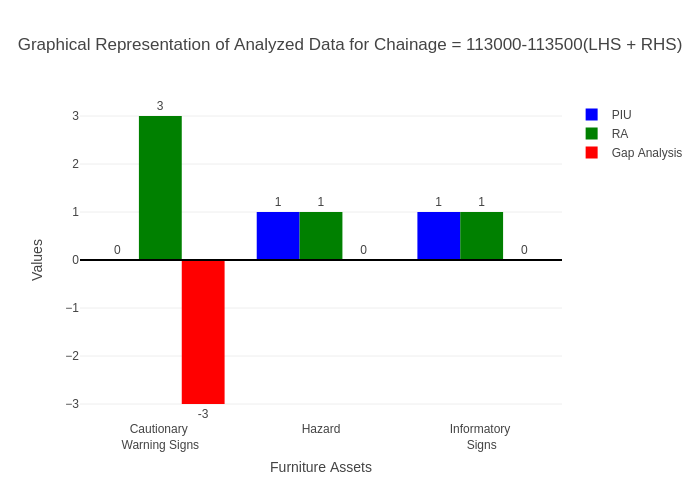 Graphical Representation of Analyzed Data for Chainage = 113000-113500(LHS + RHS)
PIU
RA
Gap Analysis
Values
3
2
1
0
−1
−2
−3
0
3
-3
1
1
0
1
1
0
Cautionary
Warning Signs
Hazard
Informatory
Signs
Furniture Assets